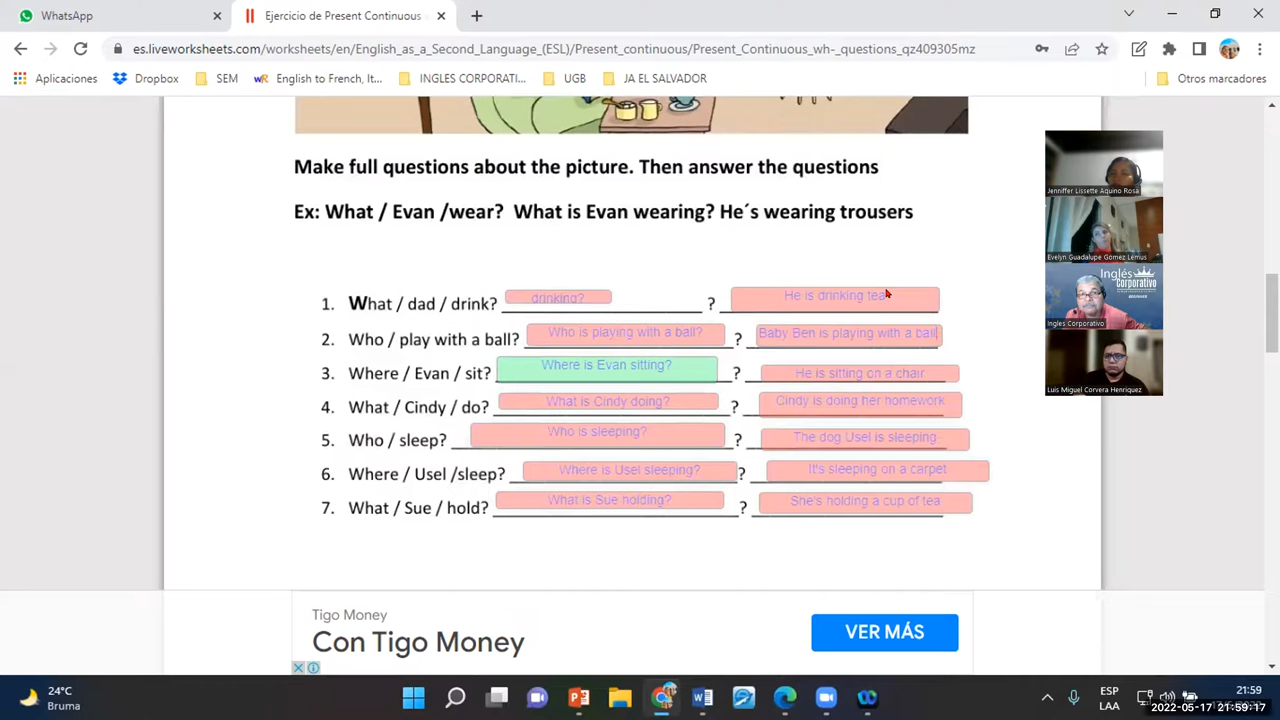 WhatsApp
Ejercicio de Present Continuous
es.liveworksheets.com/worksheets/en/English_as_a_Second_Language_(ESL)/Present_continuous/Present_Continuous_wh-_questions_qz409305mz
Aplicaciones Dropbox SEM English to French, It... INGLES CORPORATI... UGB JA EL SALVADOR Otros marcadores
Make full questions about the picture. Then answer the questions
Ex: What / Evan /wear? What is Evan wearing? He´s wearing trousers
1. What / dad / drink? drinking? ? He is drinking tea
2. Who / play with a ball? Who is playing with a ball? ? Baby Ben is playing with a ball
3. Where / Evan / sit? Where is Evan sitting? ? He is sitting on a chair
4. What / Cindy / do? What is Cindy doing? ? Cindy is doing her homework
5. Who / sleep? Who is sleeping? ? The dog Usel is sleeping
6. Where / Usel /sleep? Where is Usel sleeping? ? It's sleeping on a carpet
7. What / Sue / hold? What is Sue holding? ? She's holding a cup of tea
Jenniffer Lissette Aquino Rosa
Evelyn Guadalupe Gomez Lemus
Inglés
Corporativo
BEGINNER
Ingles Corporativo
Luis Miguel Corvera Henriquez
Tigo Money
Con Tigo Money
VER MÁS
24°C
Bruma
ESP
LAA
21:59
2022-05-17 21:59:17